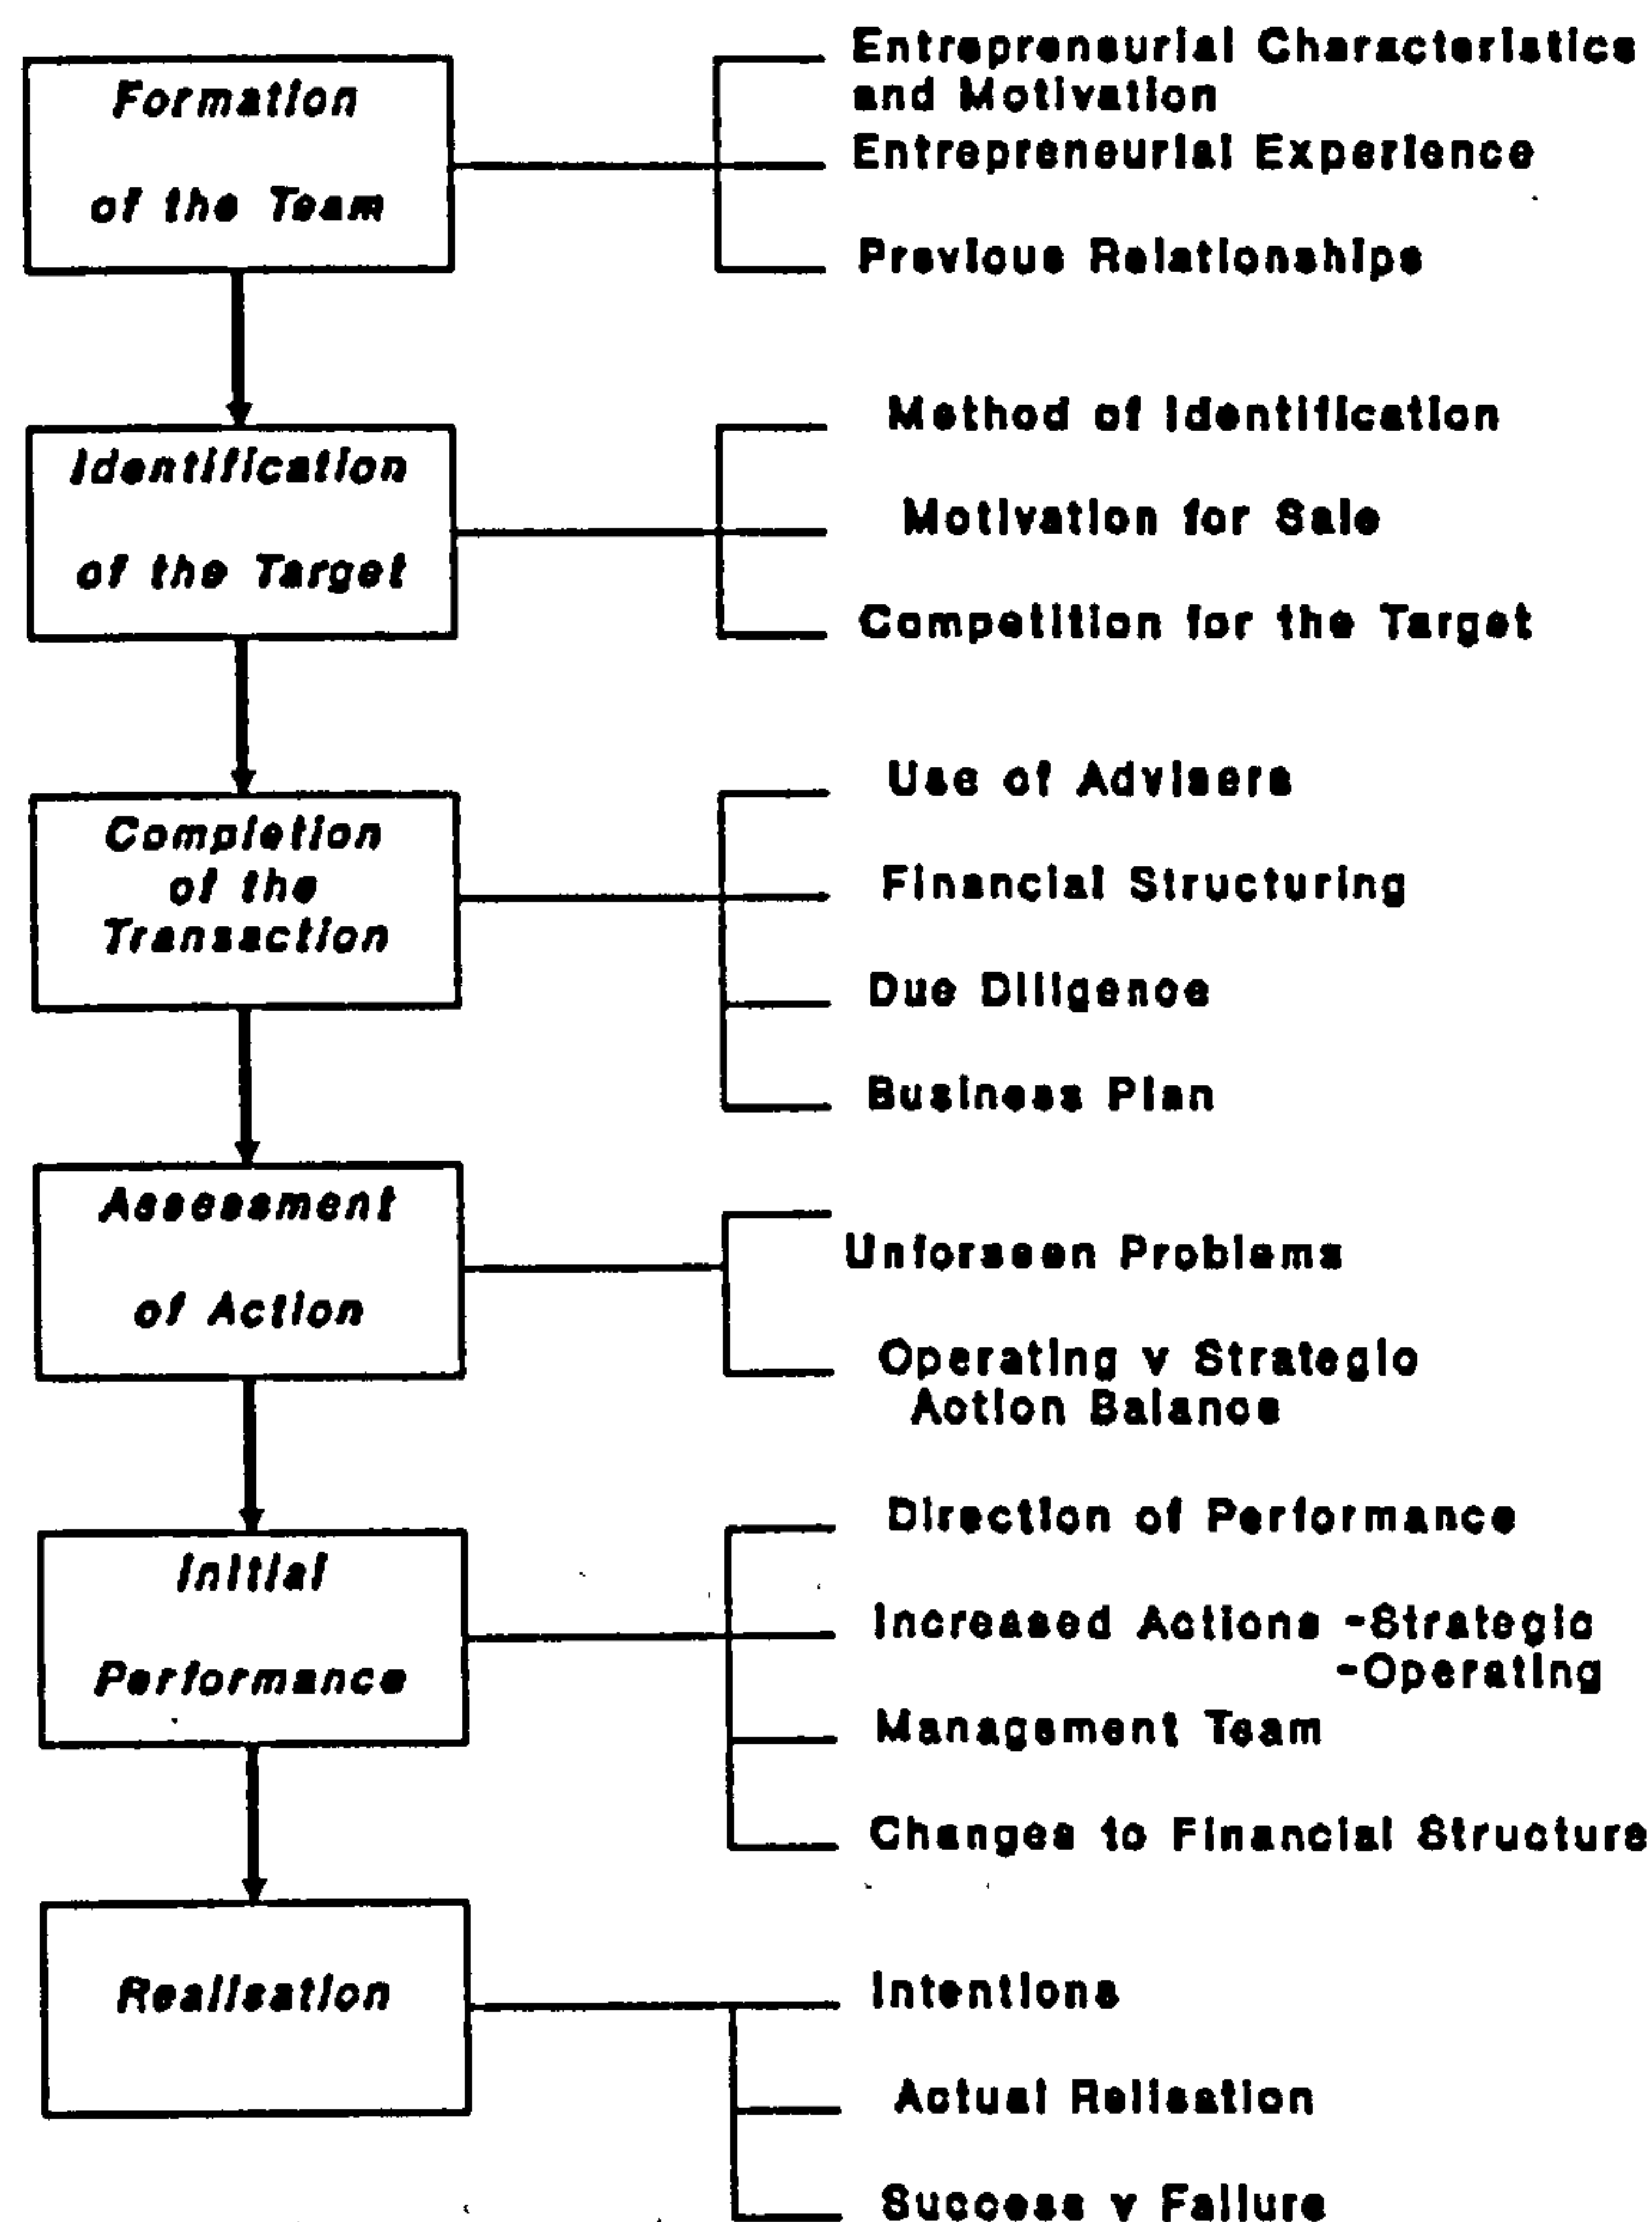 Formation
of the Team
Entrepreneurial Characteristics
and Motivation
Entrepreneurial Experience
Previous Relationships
Identification
of the Target
Method of Identification
Motivation for Sale
Competition for the Target
Completion
of the
Transaction
Use of Advisers
Financial Structuring
Due Diligence
Business Plan
Assessment
of Action
Unforseen Problems
Operating v Strategic
Action Balance
Initial
Performance
Direction of Performance
Increased Actions -Strategic
-Operating
Management Team
Changes to Financial Structure
Realisation
Intentions
Actual Relisation
Success v Failure